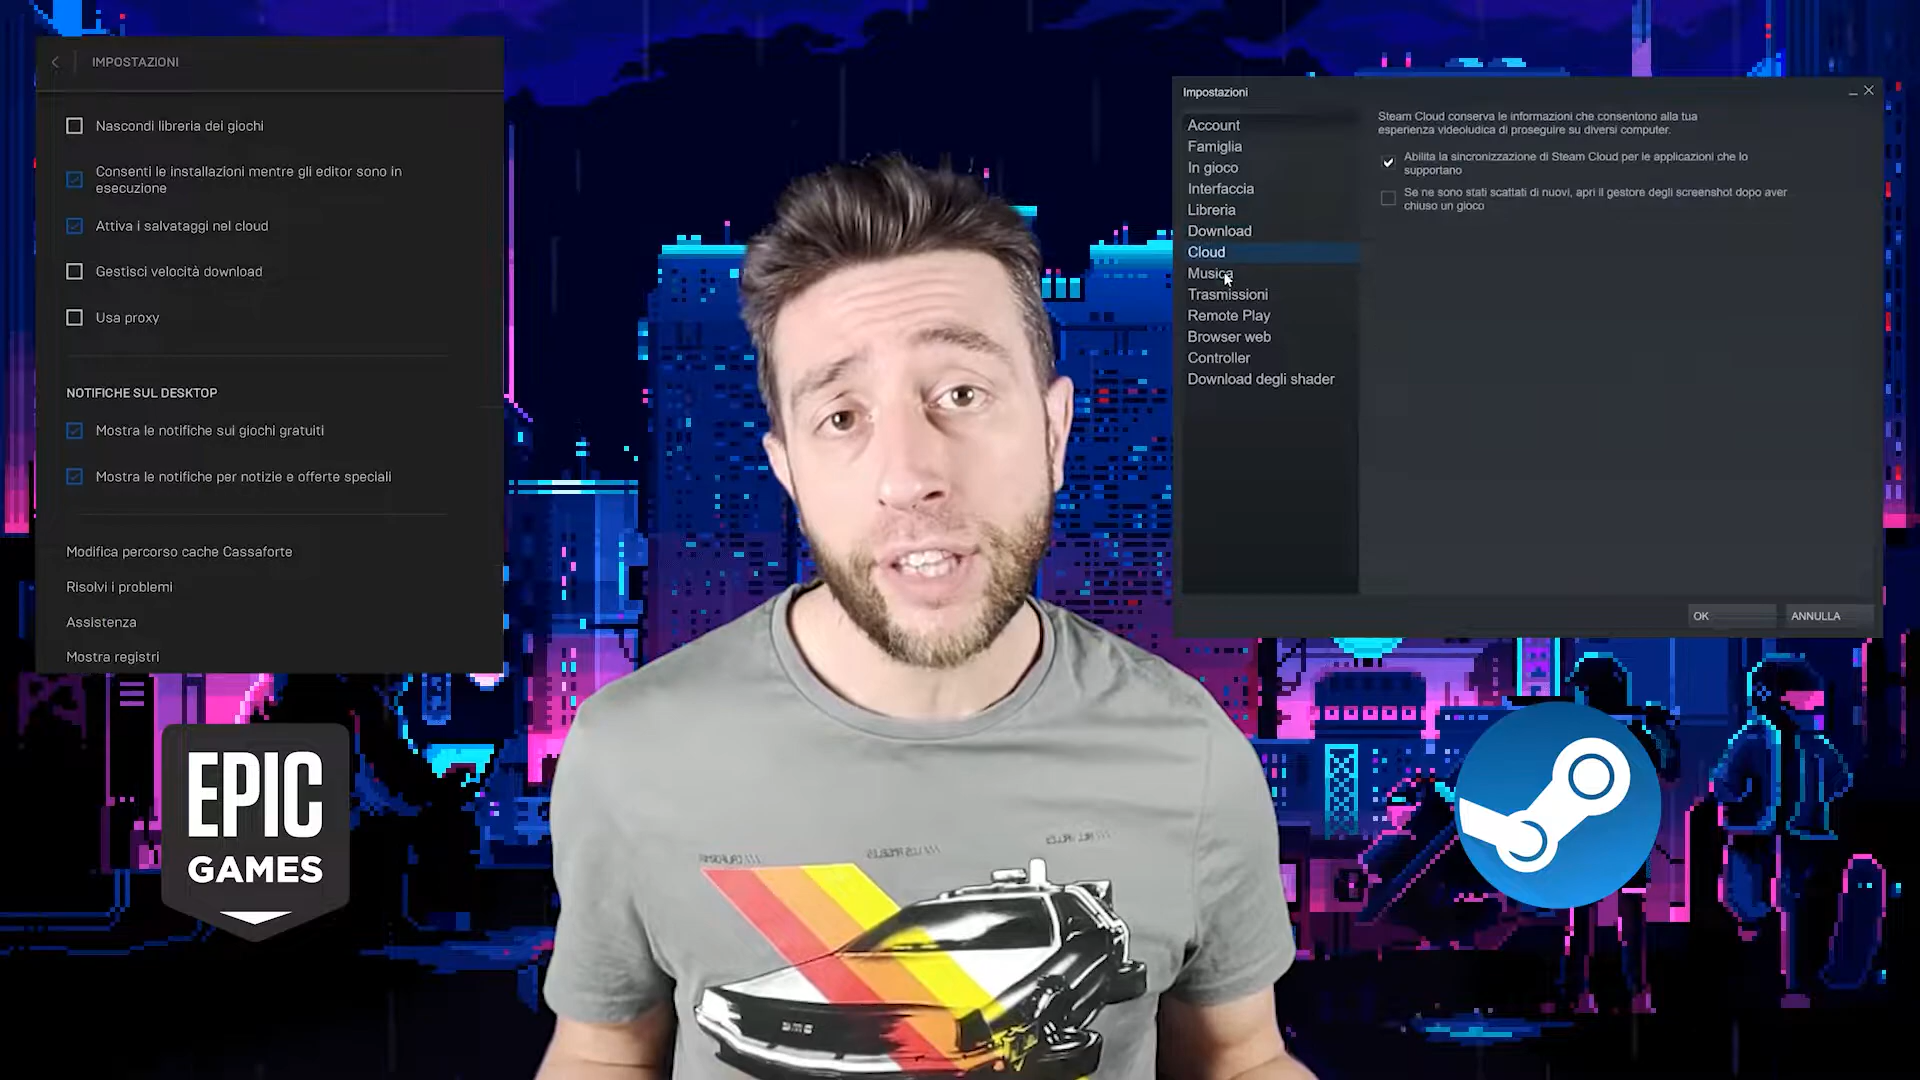 IMPOSTAZIONI
Nascondi libreria dei giochi
Consenti le installazioni mentre gli editor sono in
esecuzione
Attiva i salvataggi nel cloud
Gestisci velocità download
Usa proxy
NOTIFICHE SUL DESKTOP
Mostra le notifiche sui giochi gratuiti
Mostra le notifiche per notizie e offerte speciali
Modifica percorso cache Cassaforte
Risolvi i problemi
Assistenza
Mostra registri
EPIC
GAMES
Impostazioni
Account
Famiglia
In gioco
Interfaccia
Libreria
Download
Cloud
Musica
Trasmissioni
Remote Play
Browser web
Controller
Download degli shader
Steam Cloud conserva le informazioni che consentono alla tua
esperienza videoludica di proseguire su diversi computer.
Abilita la sincronizzazione di Steam Cloud per le applicazioni che lo
supportano
Se ne sono stati scattati di nuovi, apri il gestore degli screenshot dopo aver
chiuso un gioco
OK
ANNULLA